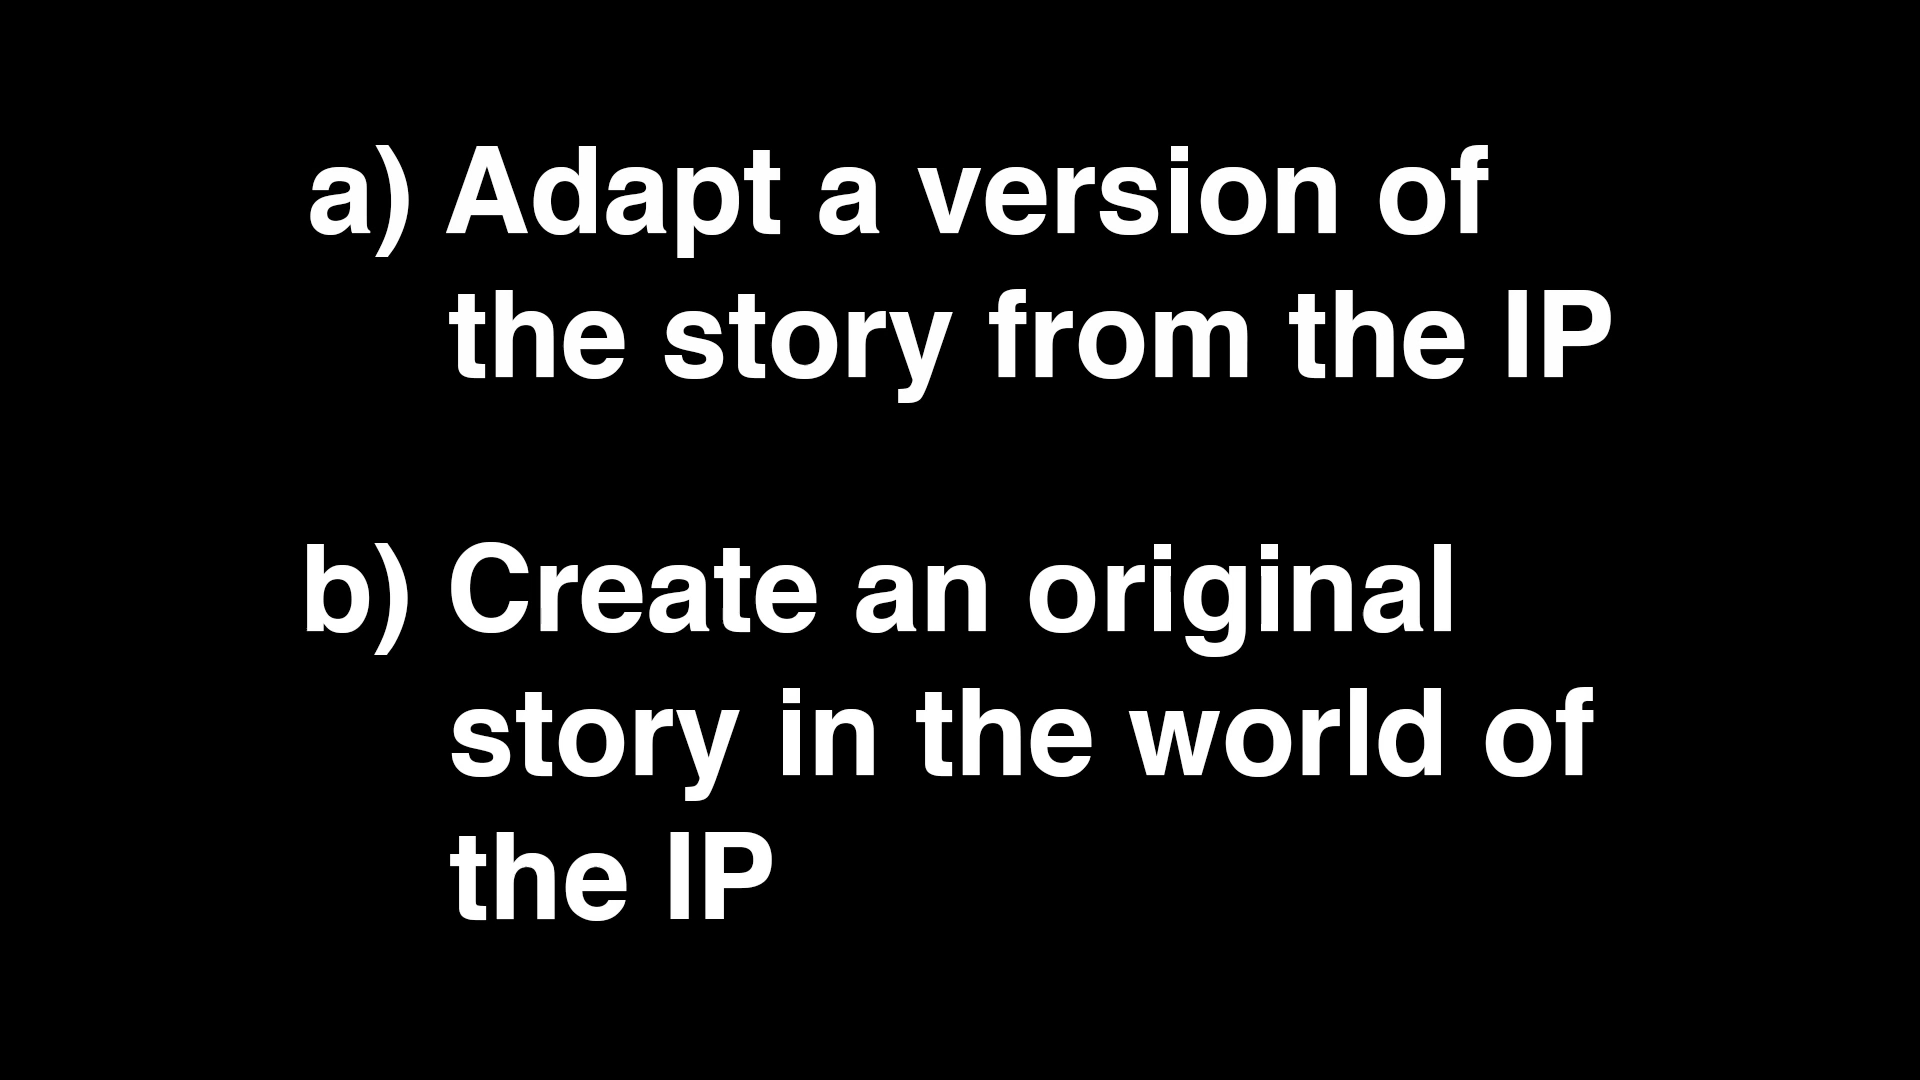 a) Adapt a version of
the story from the IP
b) Create an original
story in the world of
the IP